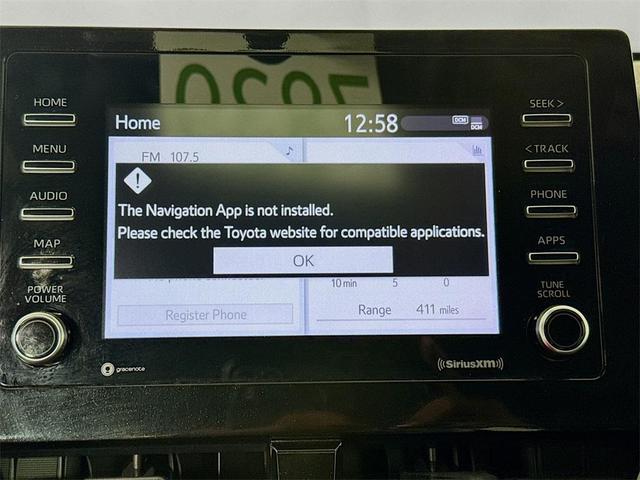 HOME
MENU
AUDIO
MAP
POWER
VOLUME
Home
12:58
DCM
DCM
FM 107.5
The Navigation App is not installed.
Please check the Toyota website for compatible applications.
OK
10 min 5 0
Register Phone
Range 411 miles
gracenote
SiriusXM
SEEK >
< TRACK
PHONE
APPS
TUNE
SCROLL